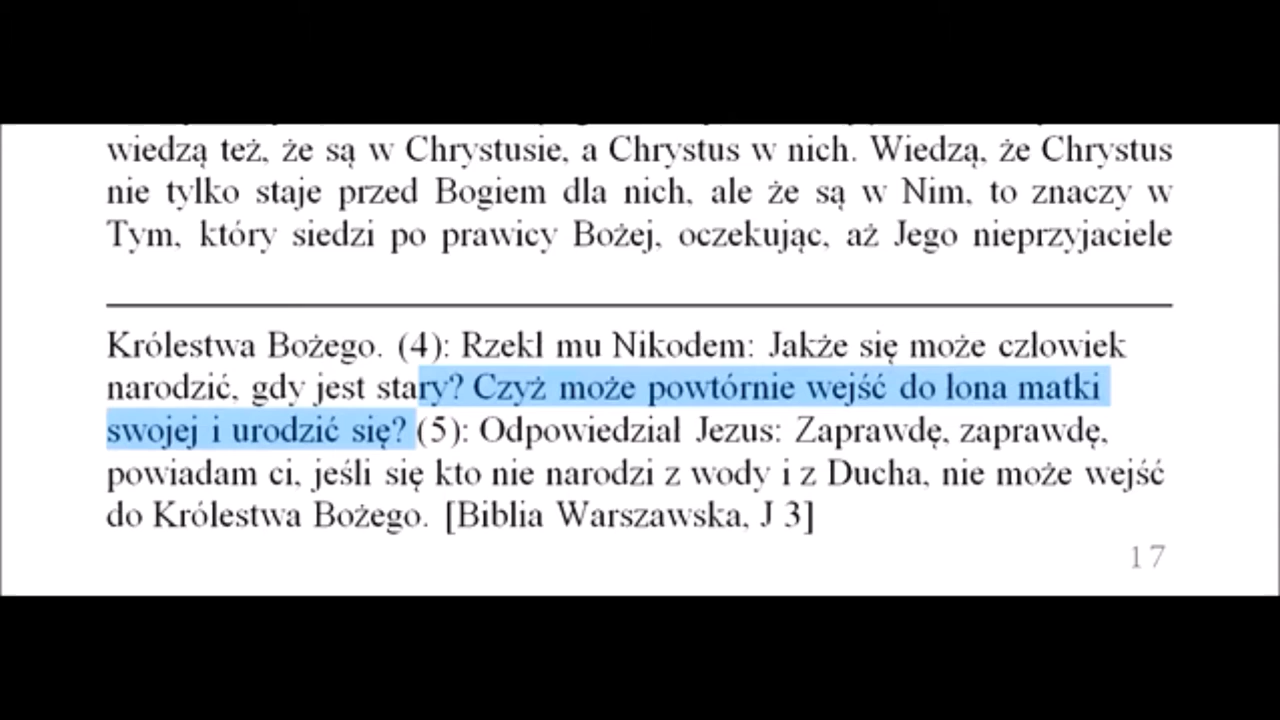 wiedzą też, że są w Chrystusie, a Chrystus w nich. Wiedzą, że Chrystus
nie tylko staje przed Bogiem dla nich, ale że są w Nim, to znaczy w
Tym, który siedzi po prawicy Bożej, oczekując, aż Jego nieprzyjaciele
Królestwa Bożego. (4): Rzekł mu Nikodem: Jakże się może człowiek
narodzić, gdy jest stary? Czyż może powtórnie wejść do łona matki
swojej i urodzić się? (5): Odpowiedział Jezus: Zaprawdę, zaprawdę,
powiadam ci, jeśli się kto nie narodzi z wody i z Ducha, nie może wejść
do Królestwa Bożego. [Biblia Warszawska, J 3]
17